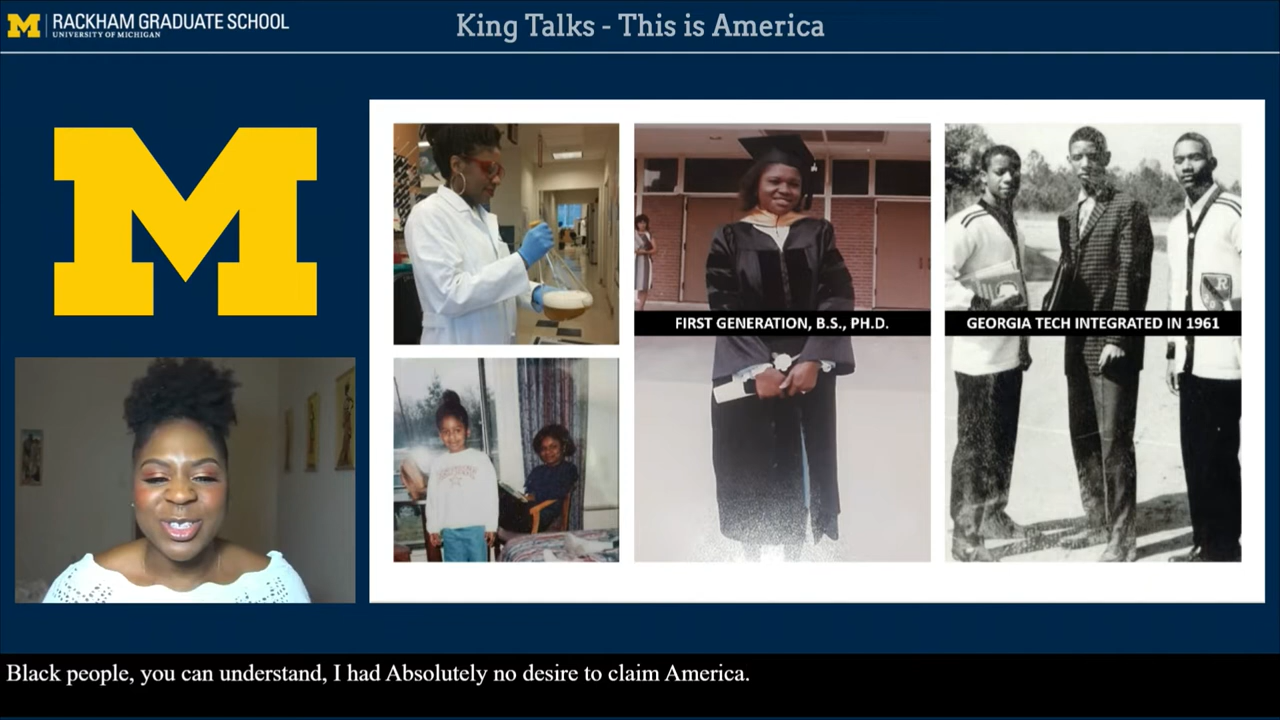 RACKHAM GRADUATE SCHOOL
UNIVERSITY OF MICHIGAN
King Talks - This is America
FIRST GENERATION, B.S., PH.D.
GEORGIA TECH INTEGRATED IN 1961
R
Black people, you can understand, I had Absolutely no desire to claim America.